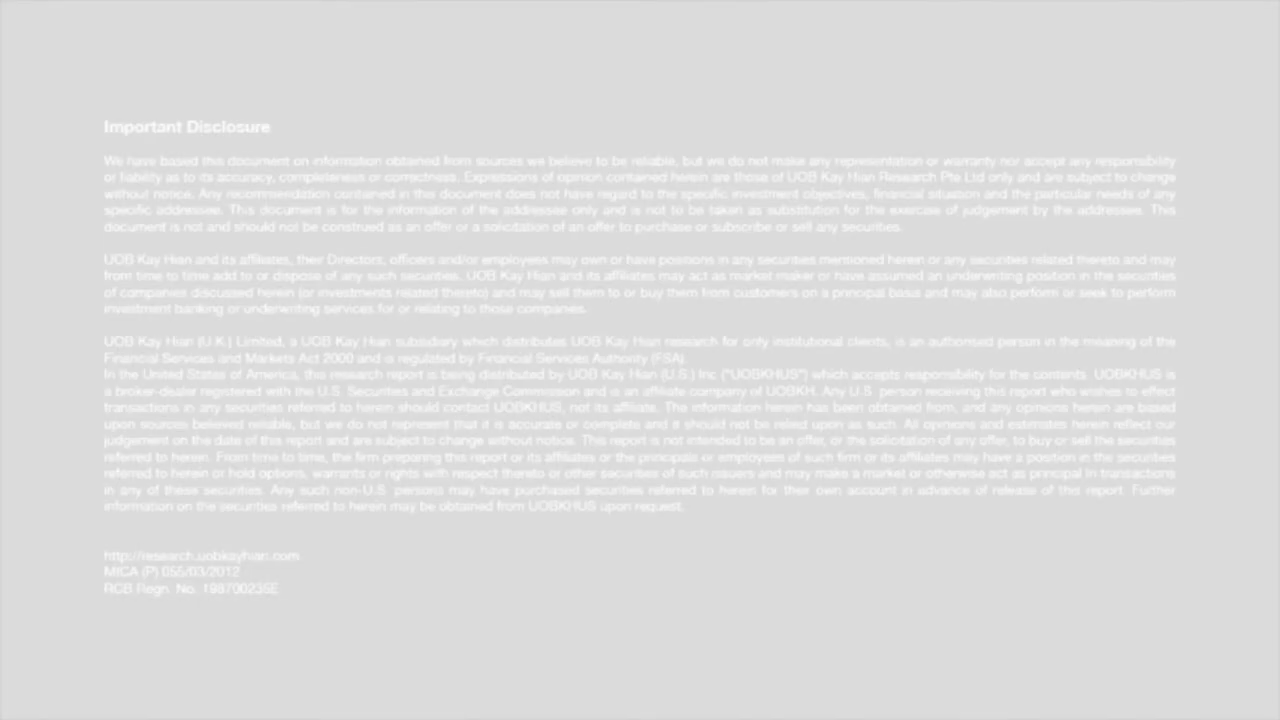 Important Disclosure
We have based this document on information obtained from sources we believe to be reliable, but we do not make any representation or warranty nor accept any responsibility
or liability as to its accuracy, completeness or correctness. Expressions of opinion contained herein are those of UOB Kay Hian Research Pte Ltd only and are subject to change
without notice. Any recommendation contained in this document does not have regard to the specific investment objectives, financial situation and the particular needs of any
specific addressee. This document is for the information of the addressee only and is not to be taken as substitution for the exercise of judgement by the addressee. This
document is not and should not be construed as an offer or a solicitation of an offer to purchase or subscribe or sell any securities.
UOB Kay Hian and its affiliates, their Directors, officers and/or employees may own or have positions in any securities mentioned herein or any securities related thereto and may
from time to time add to or dispose of any such securities. UOB Kay Hian and its affiliates may act as market maker or have assumed an underwriting position in the securities
of companies discussed herein (or investments related thereto) and may sell them to or buy them from customers on a principal basis and may also perform or seek to perform
investment banking or underwriting services for or relating to those companies.
UOB Kay Hian (U.K.) Limited, a UOB Kay Hian subsidiary which distributes UOB Kay Hian research for only institutional clients, is an authorised person in the meaning of the
Financial Services and Markets Act 2000 and is regulated by Financial Services Authority (FSA).
In the United States of America, this research report is being distributed by UOB Kay Hian (U.S.) Inc ("UOBKHUS") which accepts responsibility for the contents. UOBKHUS is
a broker-dealer registered with the U.S. Securities and Exchange Commission and is an affiliate company of UOBKH. Any U.S. person receiving this report who wishes to effect
transactions in any securities referred to herein should contact UOBKHUS, not its affiliate. The information herein has been obtained from, and any opinions herein are based
upon sources believed reliable, but we do not represent that it is accurate or complete and it should not be relied upon as such. All opinions and estimates herein reflect our
judgement on the date of this report and are subject to change without notice. This report is not intended to be an offer, or the solicitation of any offer, to buy or sell the securities
referred to herein. From time to time, the firm preparing this report or its affiliates or the principals or employees of such firm or its affiliates may have a position in the securities
referred to herein or hold options, warrants or rights with respect thereto or other securities of such issuers and may make a market or otherwise act as principal in transactions
in any of these securities. Any such non-U.S. persons may have purchased securities referred to herein for their own account in advance of release of this report. Further
information on the securities referred to herein may be obtained from UOBKHUS upon request.
http://research.uobkayhian.com
MICA (P) 055/03/2012
RCB Regn. No. 198700235E